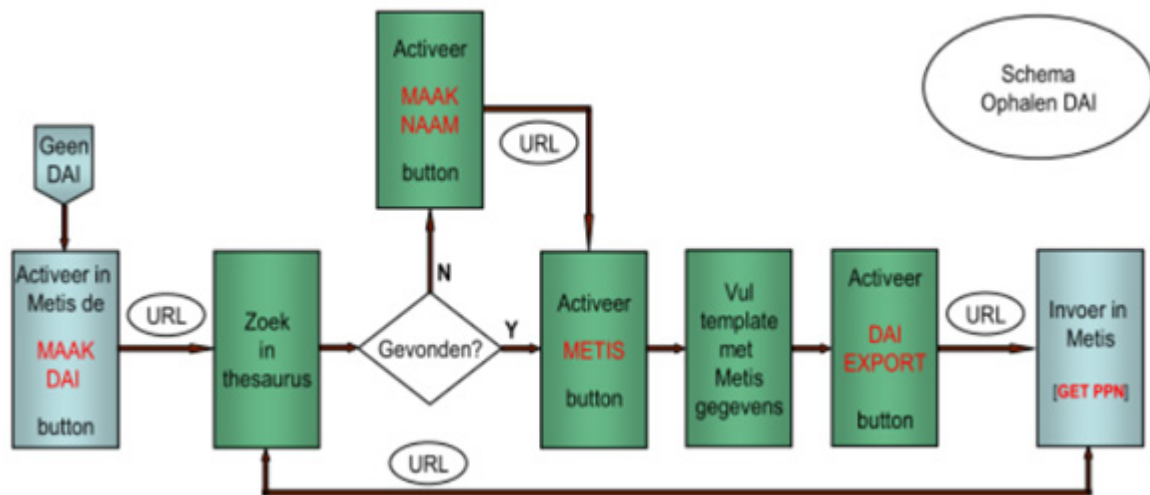 Schema
Ophalen DAI
Geen
DAI
Activeer in
Metis de
MAAK
DAI
button
URL
Zoek
in
thesaurus
Gevonden?
N
Y
Activeer
MAAK
NAAM
button
URL
Activeer
METIS
button
Vul
template
met
Metis
gegevens
Activeer
DAI
EXPORT
button
URL
Invoer in
Metis
[GET PPN]
URL